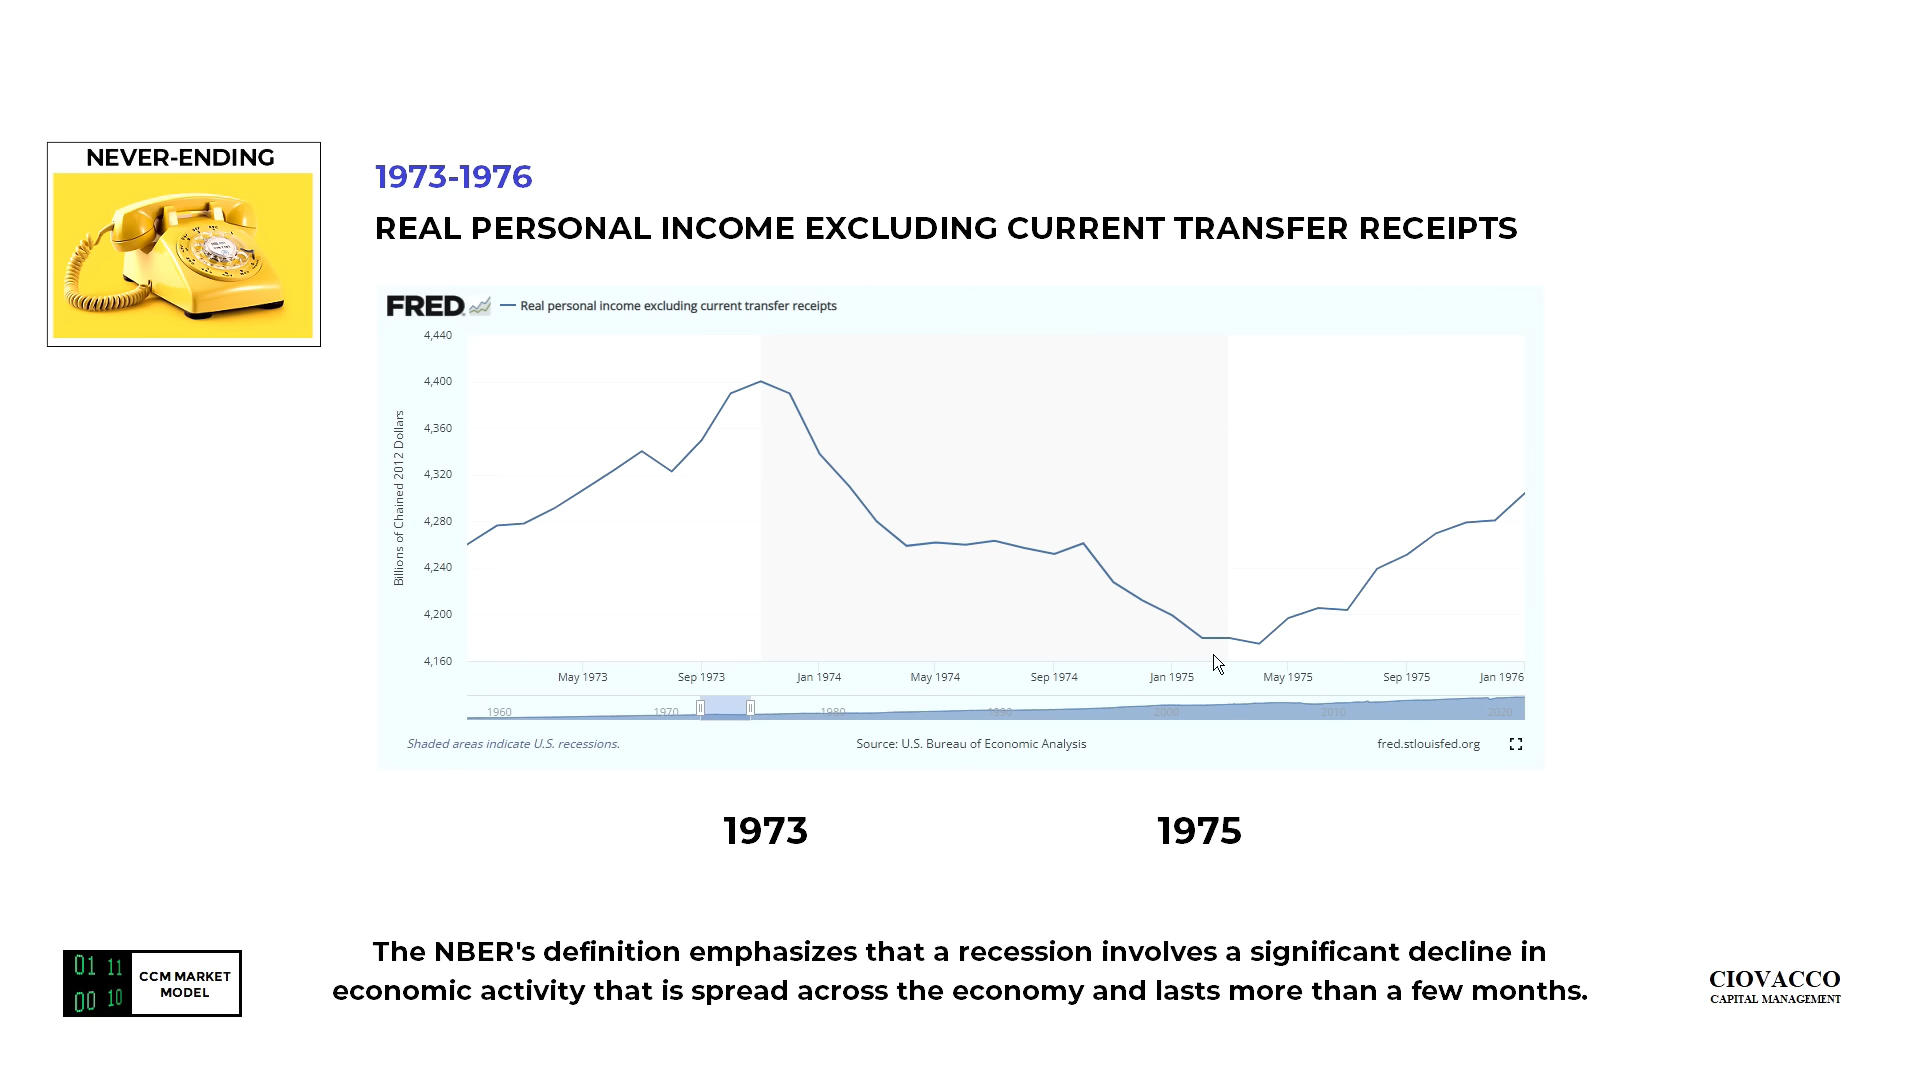 NEVER-ENDING
1973-1976
REAL PERSONAL INCOME EXCLUDING CURRENT TRANSFER RECEIPTS
FRED
Real personal income excluding current transfer receipts
Billions of Chained 2012 Dollars
4,440
4,400
4,360
4,320
4,280
4,240
4,200
4,160
May 1973 Sep 1973 Jan 1974 May 1974 Sep 1974 Jan 1975 May 1975 Sep 1975 Jan 1976
1960 1970 1980 1990 2000 2010 2020
Shaded areas indicate U.S. recessions. Source: U.S. Bureau of Economic Analysis fred.stlouisfed.org
1973 1975
The NBER's definition emphasizes that a recession involves a significant decline in
economic activity that is spread across the economy and lasts more than a few months.
01 11
00 10
CCM MARKET
MODEL
CIOVACCO
CAPITAL MANAGEMENT